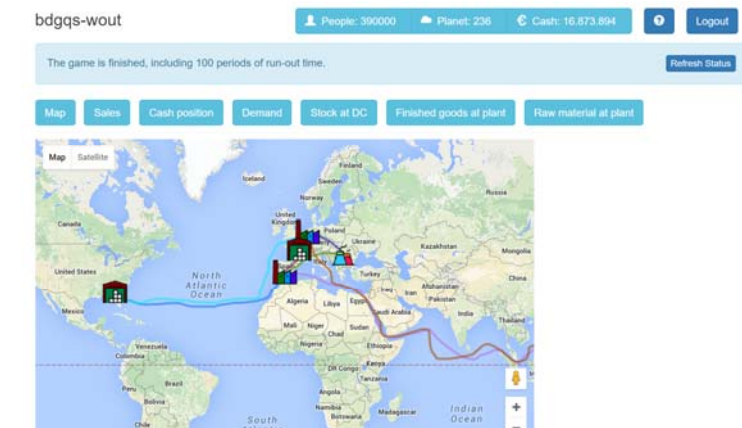 bdgqs-wout
People: 390000
Planet: 236
Cash: 16.873.894
Logout
The game is finished, including 100 periods of run-out time.
Refresh Status
Map
Sales
Cash position
Demand
Stock at DC
Finished goods at plant
Raw material at plant
Map
Satellite
Iceland
Finland
Sweden
Norway
Russia
Canada
United
Kingdom
Poland
Ukraine
Kazakhstan
Mongolia
United States
North
Atlantic
Ocean
Turkey
China
Iraq
Iran
Afghanistan
Pakistan
Mexico
Algeria
Libya
Egypt
Saudi Arabia
India
Thailand
Mali
Niger
Chad
Sudan
Nigeria
Ethiopia
Venezuela
Colombia
DR Congo
Kenya
Tanzania
Peru
Brazil
Bolivia
Angola
Namibia
Botswana
Madagascar
Indian
Ocean
Chile
South